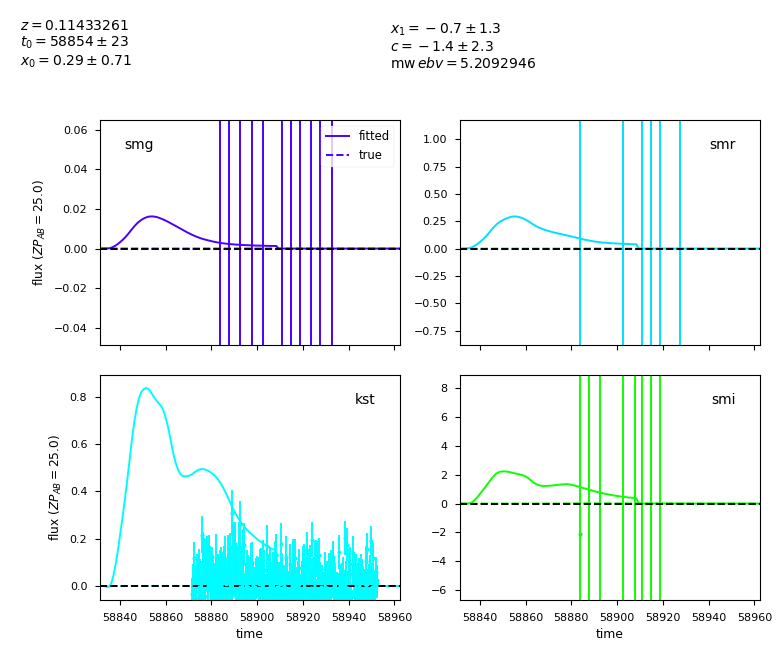 z = 0.11433261
t₀ = 58854 ± 23
x₀ = 0.29 ± 0.71
x₁ = −0.7 ± 1.3
c = −1.4 ± 2.3
mw ebv = 5.2092946
0.06
0.04
0.02
0.00
−0.02
−0.04
flux (ZP_AB = 25.0)
smg
fitted
true
1.00
0.75
0.50
0.25
0.00
−0.25
−0.50
−0.75
smr
0.8
0.6
0.4
0.2
0.0
flux (ZP_AB = 25.0)
kst
58840 58860 58880 58900 58920 58940 58960
time
8
6
4
2
0
−2
−4
−6
smi
58840 58860 58880 58900 58920 58940 58960
time